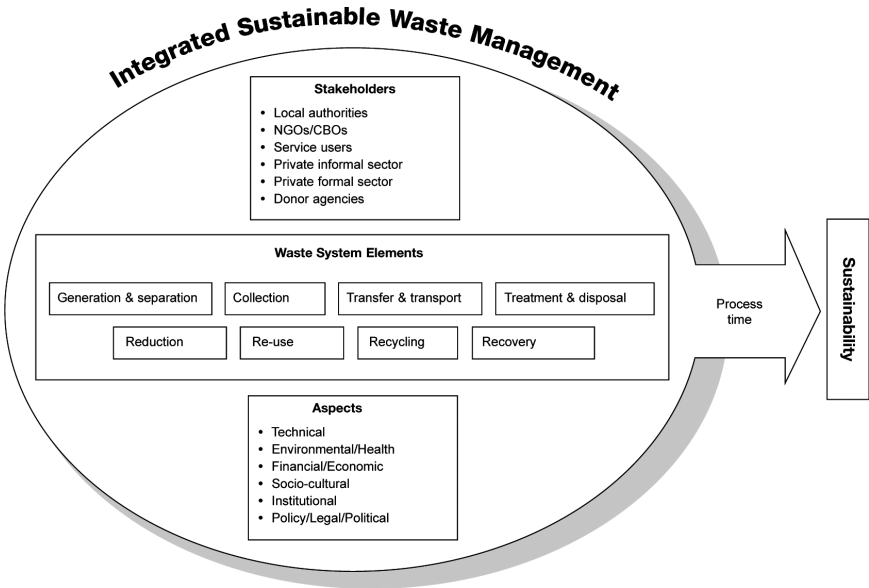 Integrated Sustainable Waste Management
Stakeholders
• Local authorities
• NGOs/CBOs
• Service users
• Private informal sector
• Private formal sector
• Donor agencies
Waste System Elements
Generation & separation
Collection
Transfer & transport
Treatment & disposal
Reduction
Re-use
Recycling
Recovery
Process
time
Sustainability
Aspects
• Technical
• Environmental/Health
• Financial/Economic
• Socio-cultural
• Institutional
• Policy/Legal/Political